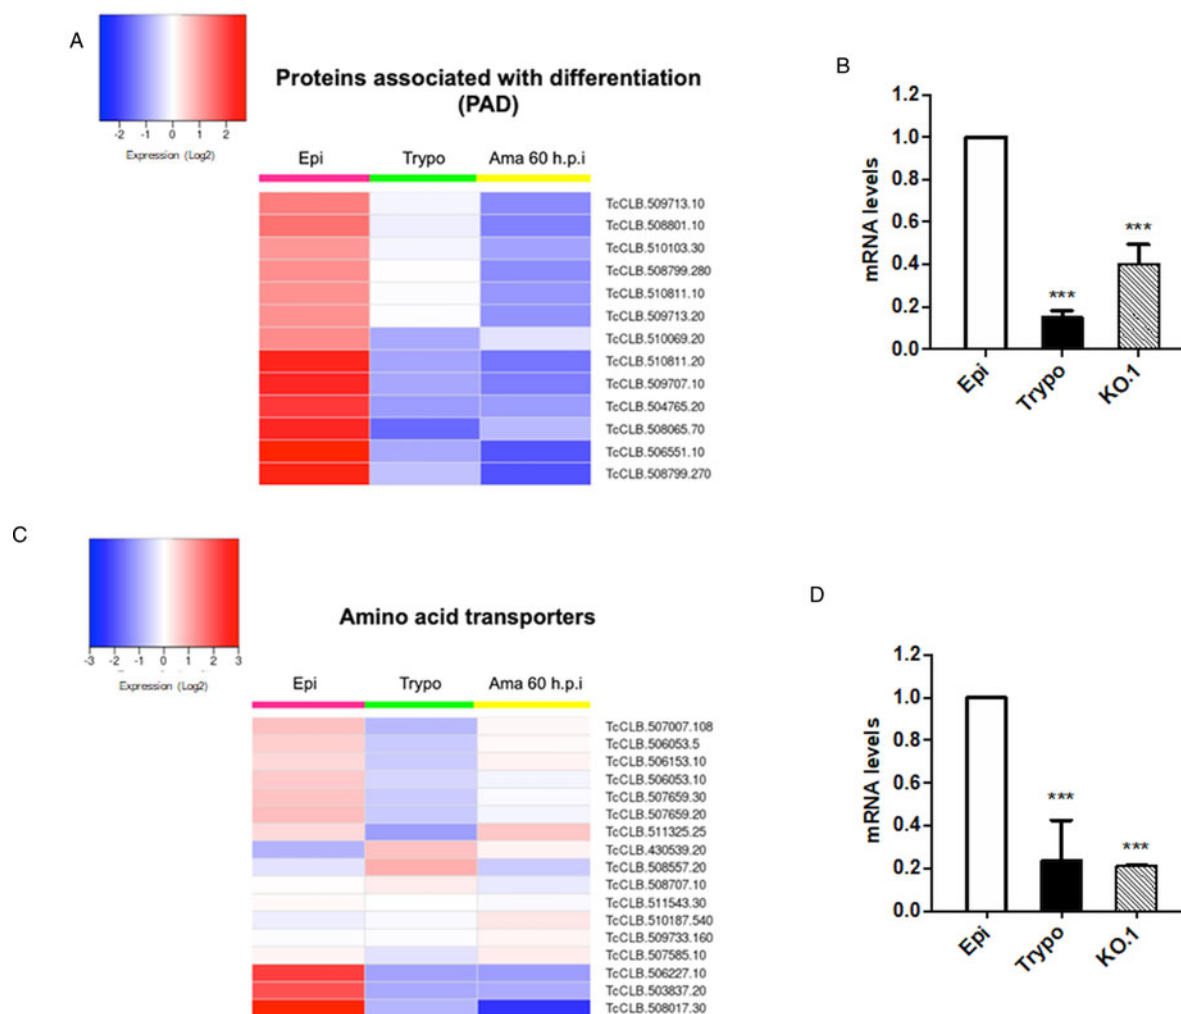 A
-2 -1 0 1 2
Expression (Log2)
Proteins associated with differentiation
(PAD)
Epi Trypo Ama 60 h.p.i
TcCLB.509713.10
TcCLB.508801.10
TcCLB.510103.30
TcCLB.508799.280
TcCLB.510811.10
TcCLB.509713.20
TcCLB.510069.20
TcCLB.510811.20
TcCLB.509707.10
TcCLB.504765.20
TcCLB.508065.70
TcCLB.506551.10
TcCLB.508799.270
B
mRNA levels
1.2
1.0
0.8
0.6
0.4
0.2
0.0
***
***
Epi Trypo KO.1
C
-3 -2 -1 0 1 2 3
Expression (Log2)
Amino acid transporters
Epi Trypo Ama 60 h.p.i
TcCLB.507007.108
TcCLB.506053.5
TcCLB.506153.10
TcCLB.506053.10
TcCLB.507659.30
TcCLB.507659.20
TcCLB.511325.25
TcCLB.430539.20
TcCLB.508557.20
TcCLB.508707.10
TcCLB.511543.30
TcCLB.510187.540
TcCLB.509733.160
TcCLB.507585.10
TcCLB.506227.10
TcCLB.503837.20
TcCLB.508017.30
D
mRNA levels
1.2
1.0
0.8
0.6
0.4
0.2
0.0
***
***
Epi Trypo KO.1